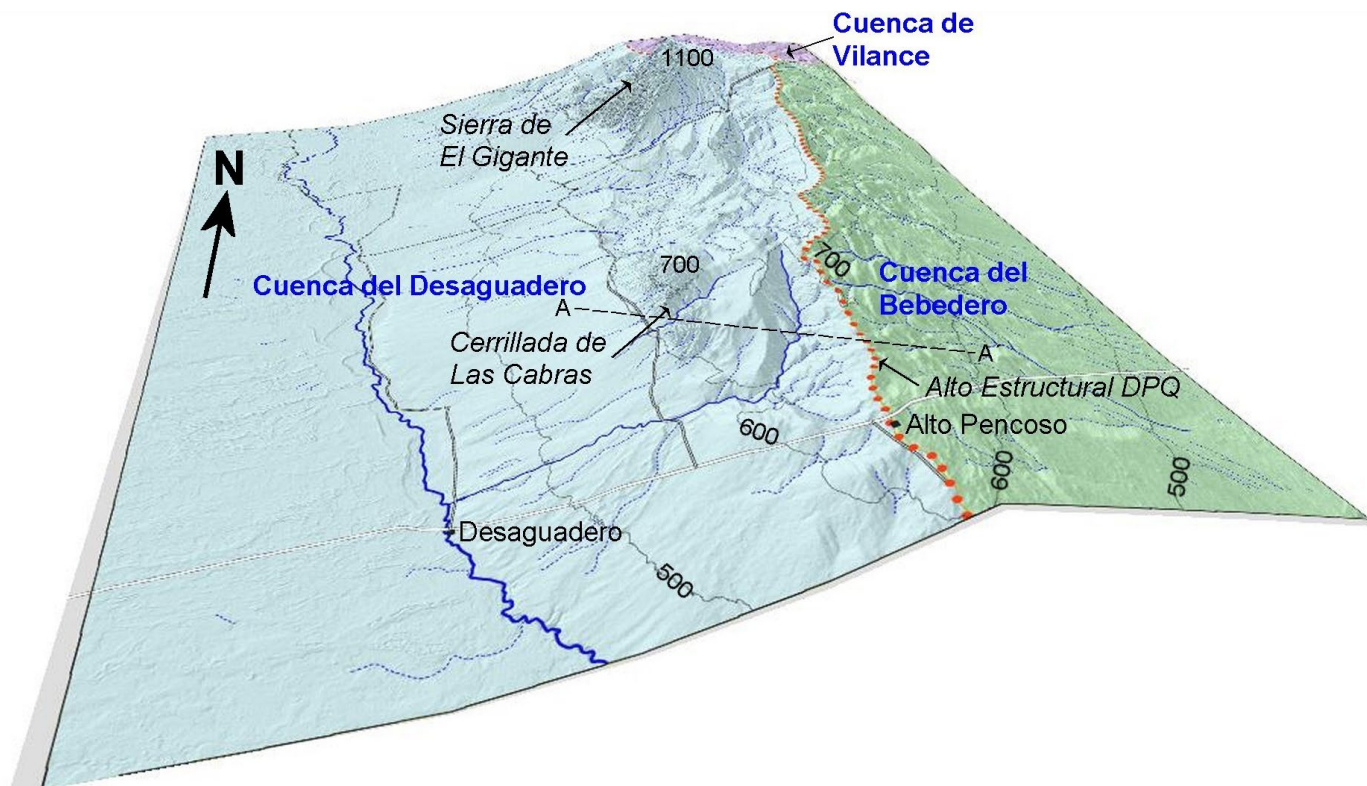 Cuenca de
Vilance
1100
Sierra de
El Gigante
N
700
700
Cuenca del Desaguadero
Cuenca del
Bebedero
A
A
Cerrillada de
Las Cabras
Alto Estructural DPQ
Alto Pencoso
600
600
500
Desaguadero
500